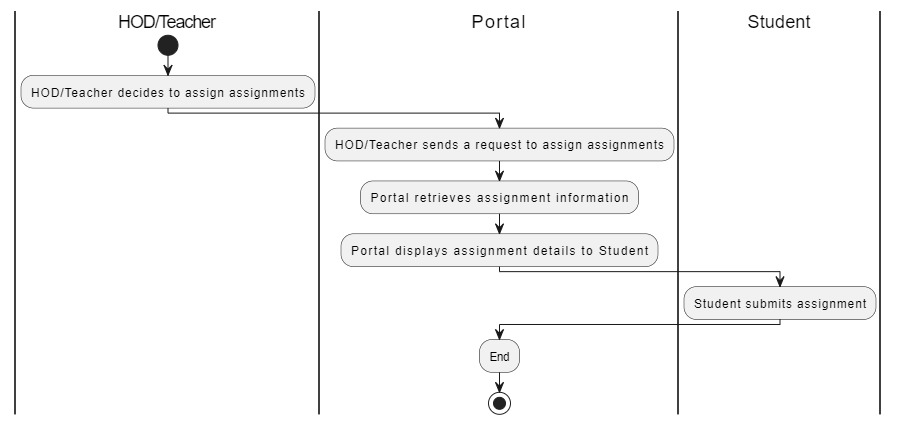 HOD/Teacher
Portal
Student
HOD/Teacher decides to assign assignments
HOD/Teacher sends a request to assign assignments
Portal retrieves assignment information
Portal displays assignment details to Student
Student submits assignment
End